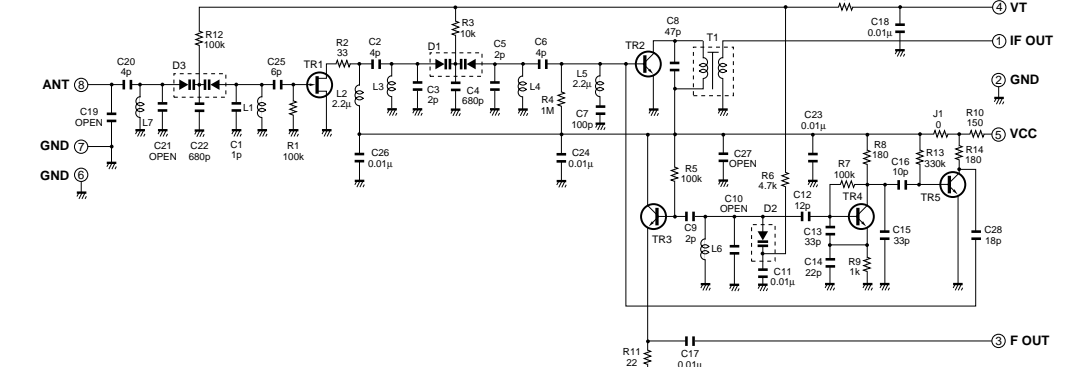 ④ VT
C8
47p
R3
10k
C18
0.01μ
T1
① IF OUT
R12
100k
R2
33
C2
4p
D1
C5
2p
C6
4p
TR2
C20
4p
D3
C25
6p
TR1
② GND
ANT ⑧
L2
2.2μ
L3
C3
2p
C4
680p
L4
R4
1M
L5
2.2μ
C7
100p
C19
OPEN
L7
C21
OPEN
C22
680p
C1
1p
L1
R1
100k
C23
0.01μ
J1
0
R10
150
⑤ VCC
GND ⑦
GND ⑥
C26
0.01μ
C24
0.01μ
R5
100k
C27
OPEN
R6
4.7k
R8
180
R7
100k
C16
10p
R13
330k
R14
180
C10
OPEN
D2
C12
12p
TR4
TR5
TR3
C9
2p
L6
C13
33p
C15
33p
C28
18p
C11
0.01μ
C14
22p
R9
1k
③ F OUT
R11
22
C17
0.01μ